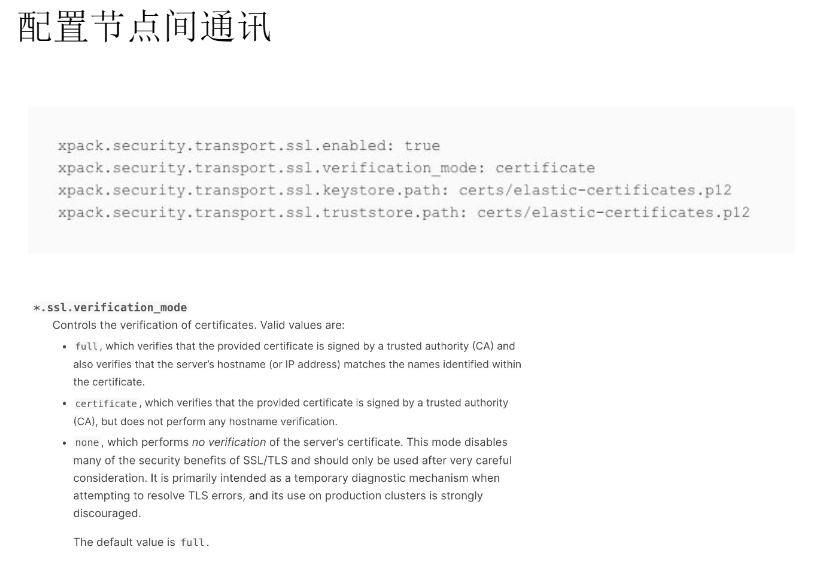 配置节点间通讯
xpack.security.transport.ssl.enabled: true
xpack.security.transport.ssl.verification_mode: certificate
xpack.security.transport.ssl.keystore.path: certs/elastic-certificates.p12
xpack.security.transport.ssl.truststore.path: certs/elastic-certificates.p12
*.ssl.verification_mode
Controls the verification of certificates. Valid values are:
• full, which verifies that the provided certificate is signed by a trusted authority (CA) and
also verifies that the server's hostname (or IP address) matches the names identified within
the certificate.
• certificate, which verifies that the provided certificate is signed by a trusted authority
(CA), but does not perform any hostname verification.
• none, which performs no verification of the server's certificate. This mode disables
many of the security benefits of SSL/TLS and should only be used after very careful
consideration. It is primarily intended as a temporary diagnostic mechanism when
attempting to resolve TLS errors, and its use on production clusters is strongly
discouraged.
The default value is full.